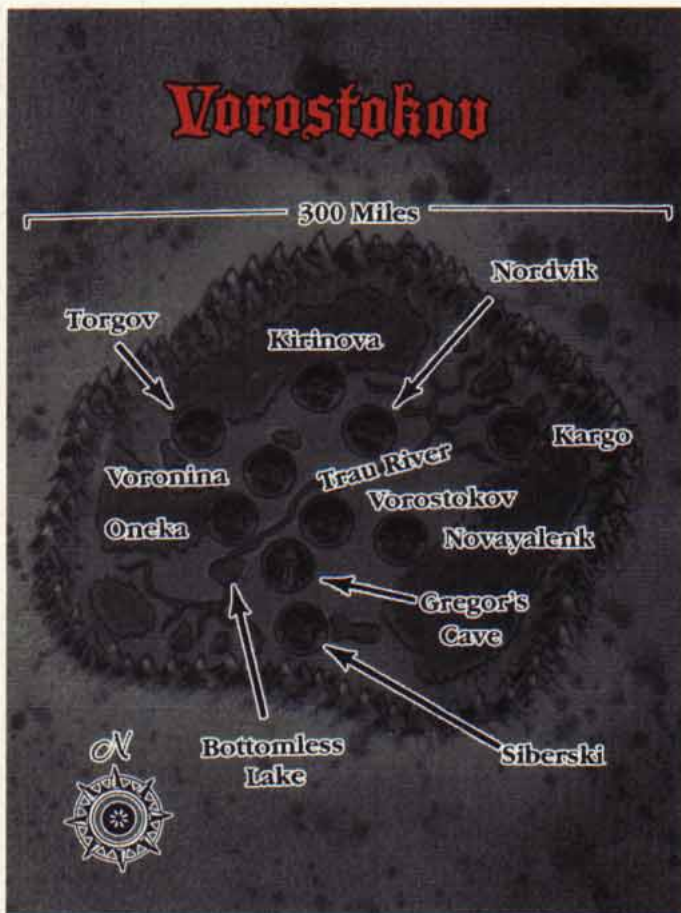 Vorostokov
300 Miles
Nordvik
Torgov
Kirinova
Kargo
Trau River
Voronina
Vorostokov
Oneka
Novayalenk
Gregor's
Cave
Bottomless
Lake
Siberski
N